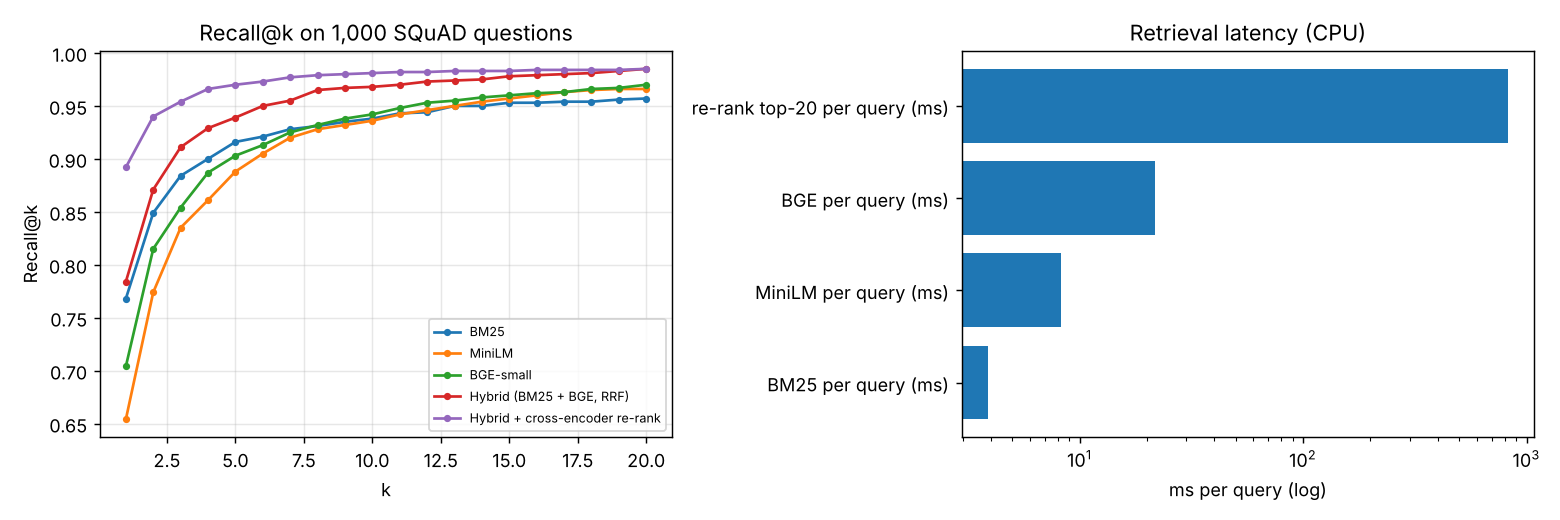 Recall@k on 1,000 SQuAD questions
Recall@k
1.00
0.95
0.90
0.85
0.80
0.75
0.70
0.65
2.5 5.0 7.5 10.0 12.5 15.0 17.5 20.0
k
BM25
MiniLM
BGE-small
Hybrid (BM25 + BGE, RRF)
Hybrid + cross-encoder re-rank
Retrieval latency (CPU)
re-rank top-20 per query (ms)
BGE per query (ms)
MiniLM per query (ms)
BM25 per query (ms)
10¹ 10² 10³
ms per query (log)